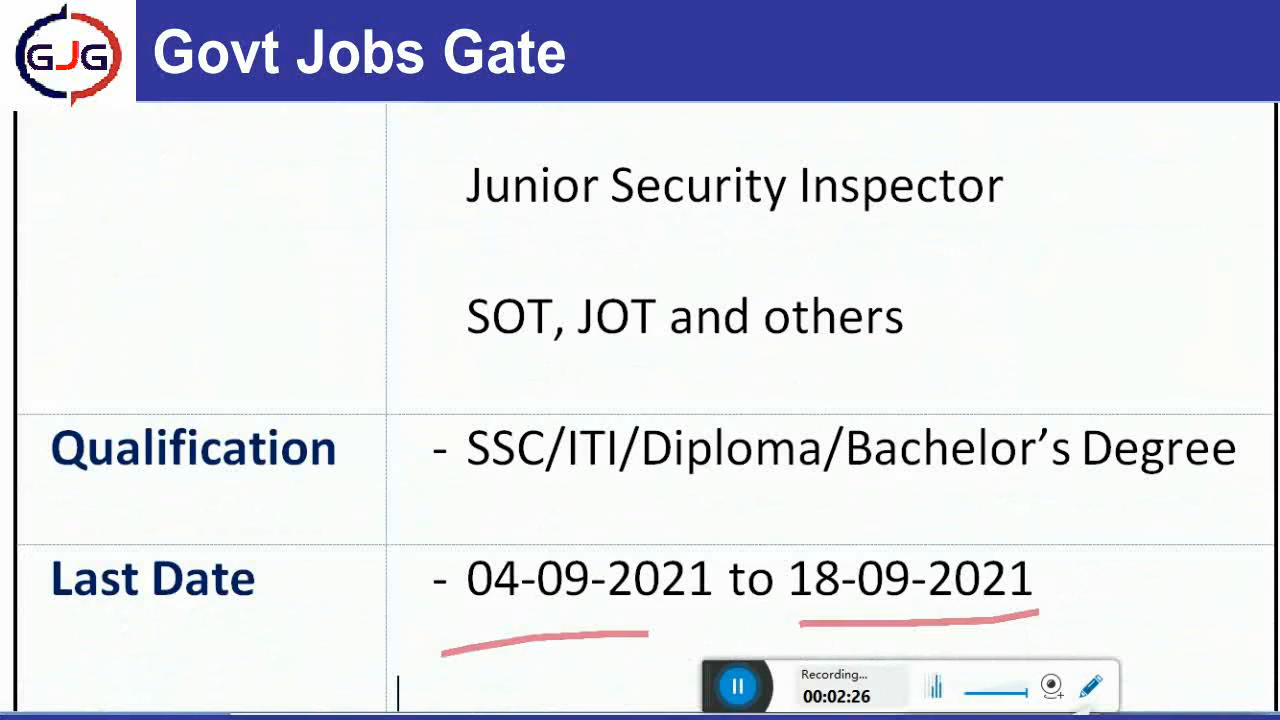 GJG
Govt Jobs Gate
Junior Security Inspector
SOT, JOT and others
Qualification - SSC/ITI/Diploma/Bachelor’s Degree
Last Date - 04-09-2021 to 18-09-2021
Recording...
00:02:26